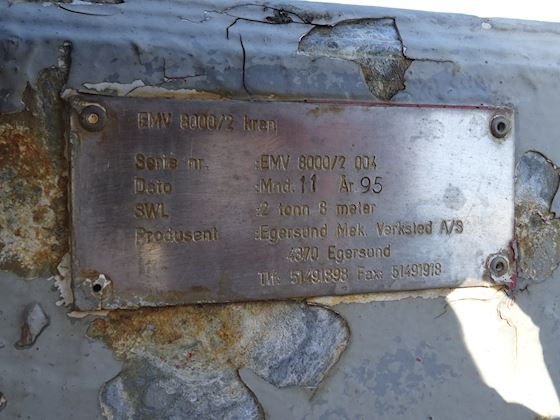 EMV 8000/2 kran
Serie nr. :EMV 8000/2 004
Dato :Mnd. 11 År. 95
SWL :2 tonn 8 meter
Produsent :Egersund Mek. Verksted A/S
4370 Egersund
Tlf: 51491898 Fax: 51491918